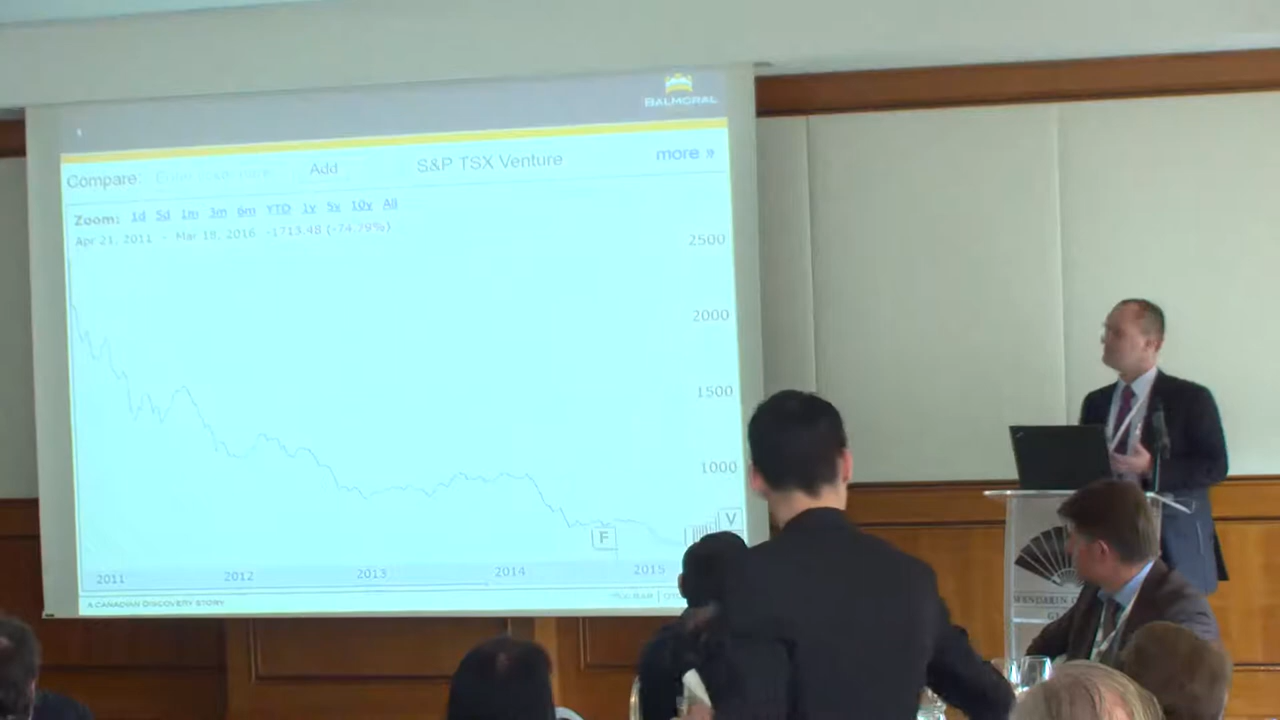 BALMORAL
Compare: Add S&P TSX Venture more »
Zoom: 1d 5d 1m 3m 6m YTD 1y 5y 10y All
Apr 21, 2011 - Mar 18, 2016 -1713.48 (-74.79%)
2500
2000
1500
1000
F V
2011 2012 2013 2014 2015
A CANADIAN DISCOVERY STORY
MANDARIN